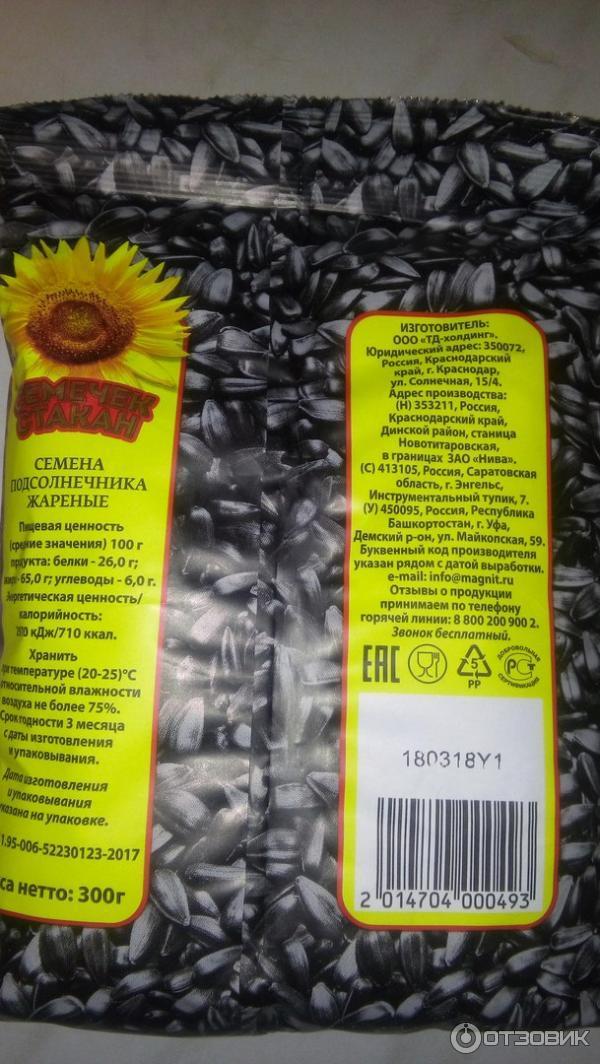 СЕМЕЧЕК
СТАКАН
СЕМЕНА
ПОДСОЛНЕЧНИКА
ЖАРЕНЫЕ
Пищевая ценность
(средние значения) 100 г
продукта: белки - 26,0 г;
жиры - 65,0 г; углеводы - 6,0 г.
Энергетическая ценность/
калорийность:
кДж/710 ккал.
Хранить
при температуре (20-25)°С
относительной влажности
воздуха не более 75%.
Срок годности 3 месяца
с даты изготовления
и упаковывания.
Дата изготовления
и упаковывания
указана на упаковке.
1.95-006-52230123-2017
са нетто: 300г
ИЗГОТОВИТЕЛЬ:
ООО «ТД-холдинг».
Юридический адрес: 350072,
Россия, Краснодарский
край, г. Краснодар,
ул. Солнечная, 15/4.
Адрес производства:
(Н) 353211, Россия,
Краснодарский край,
Динской район, станица
Новотитаровская,
в границах ЗАО «Нива».
(С) 413105, Россия, Саратовская
область, г. Энгельс,
Инструментальный тупик, 7.
(У) 450095, Россия, Республика
Башкортостан, г. Уфа,
Демский р-он, ул. Майкопская, 59.
Буквенный код производителя
указан рядом с датой выработки.
e-mail: info@magnit.ru
Отзывы о продукции
принимаем по телефону
горячей линии: 8 800 200 900 2.
Звонок бесплатный.
ЕАС
5
PP
ДОБРОВОЛЬНАЯ
СЕРТИФИКАЦИЯ
180318У1
2 014704 000493
ОТЗОВИК